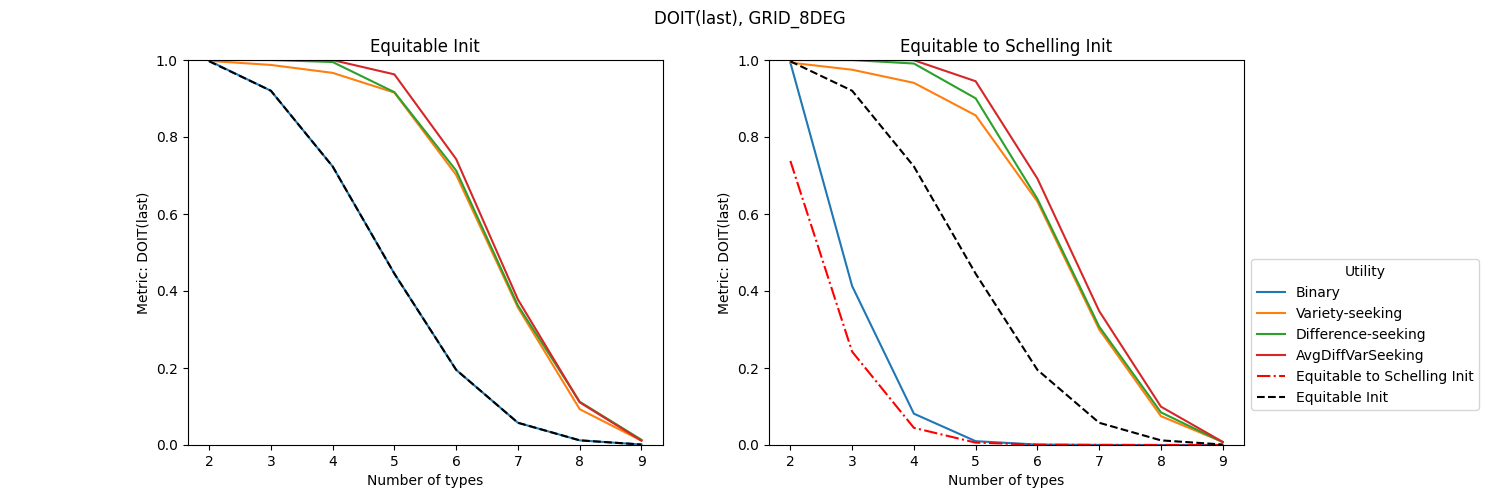 DOIT(last), GRID_8DEG
Equitable Init
1.0
0.8
0.6
0.4
0.2
0.0
Metric: DOIT(last)
2 3 4 5 6 7 8 9
Number of types
Equitable to Schelling Init
1.0
0.8
0.6
0.4
0.2
0.0
Metric: DOIT(last)
2 3 4 5 6 7 8 9
Number of types
Utility
Binary
Variety-seeking
Difference-seeking
AvgDiffVarSeeking
Equitable to Schelling Init
Equitable Init